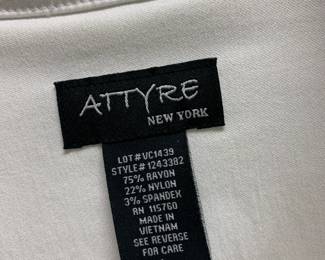 ATTYRE
NEW YORK
LOT#VC1439
STYLE#1243382
75% RAYON
22% NYLON
3% SPANDEX
RN 115760
MADE IN
VIETNAM
SEE REVERSE
FOR CARE